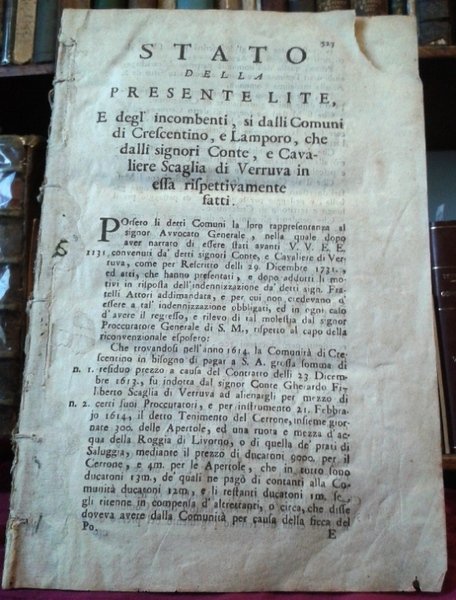 327
STATO
DELLA
PRESENTE LITE,
E degl' incombenti, si dalli Comuni
di Crescentino, e Lamporo, che
dalli signori Conte, e Cava-
liere Scaglia di Verruva in
essa rispettivamente
fatti.
POrsero li detti Comuni la loro rappresentanza al
signor Avvocato Generale, nella quale dopo
aver narrato di essere stati avanti V. V. E. E.
1131. convenuti da' detti signori Conte, e Cavaliere di Ver-
ruva, come per Rescritto delli 29. Dicembre 1731.,
ed atti, che hanno presentati, e dopo addotti li mo-
tivi in risposta dell'indennizzazione da' detti sign. Fra-
telli Attori addimandata, e per cui non credevano d'
essere a tal' indennizzazione obbligati, ed in ogni caso
d'avere il regresso, e rilevo di tal molestia dal signor
Proccuratore Generale di S. M., rispetto al capo della
riconvenzionale esposero:
Che trovandosi nell'anno 1614. la Comunità di Cre-
scentino in bisogno di pagar a S. A. grossa somma di
n. 1. residuo prezzo a causa del Contratto delli 23 Dicem-
bre 1613., fu indotta dal signor Conte Gherardo Fi-
liberto Scaglia di Verruva ad alienargli per mezzo di
n. 2. certi suoi Proccuratori, e per instrumento 21. Febbra-
jo 1614., il detto Tenimento del Cerrone, insieme gior-
nate 300. delle Apertole, ed una ruota e mezza d'ac-
qua della Roggia di Livorno, o di quella de' prati di
Saluggia, mediante il prezzo di ducatoni 9000. per il
Cerrone, e 4m. per le Apertole, che in tutto sono
ducatoni 13m., de' quali ne pagò di contanti alla Co-
munità ducatoni 12m., e li restanti ducatoni 1m. se
gli ritenne in compensa d' altrettanti, o circa, che disse
doveva avere dalla Comunità per causa della ficca del
Po.
E